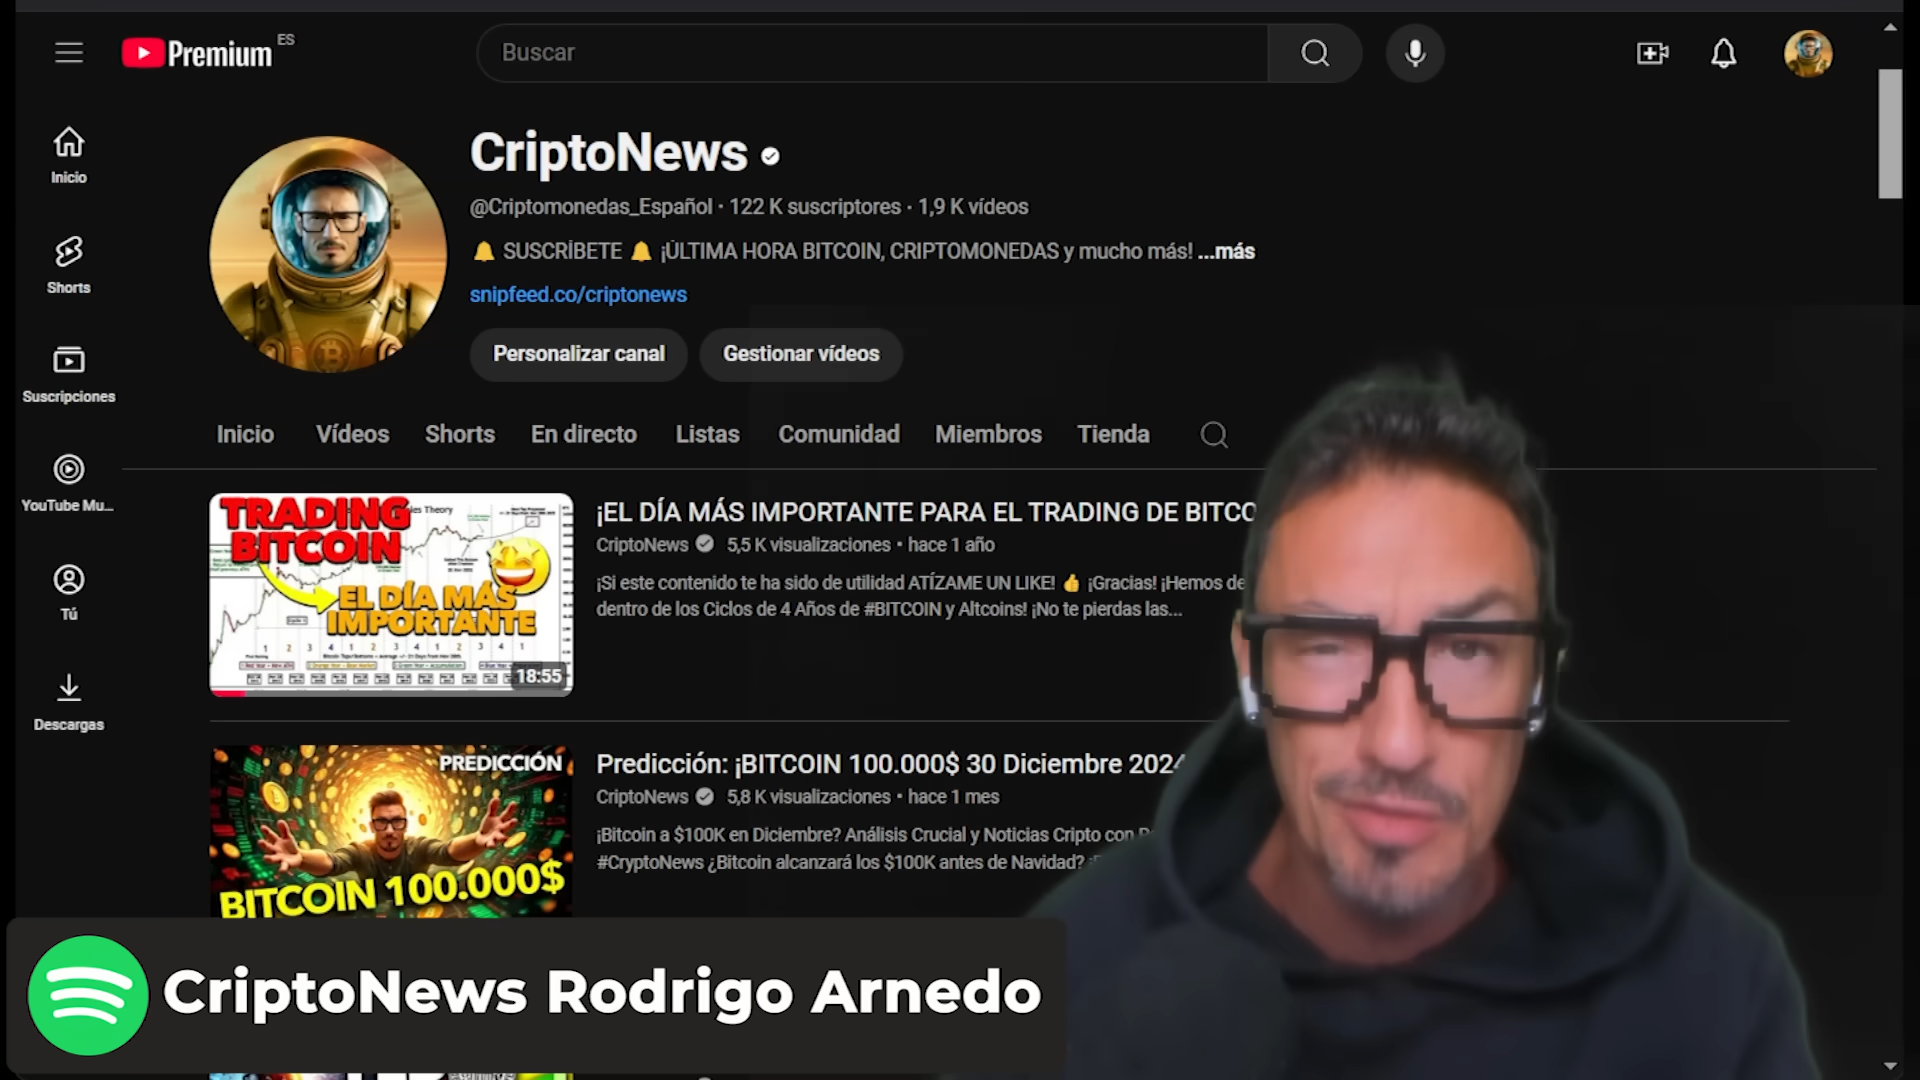 Premium ES
Buscar
Inicio
Shorts
Suscripciones
YouTube Mu...
Tú
Descargas
CriptoNews
@Criptomonedas_Español · 122 K suscriptores · 1,9 K vídeos
🔔 SUSCRÍBETE 🔔 ¡ÚLTIMA HORA BITCOIN, CRIPTOMONEDAS y mucho más! ...más
snipfeed.co/criptonews
Personalizar canal
Gestionar vídeos
Inicio Vídeos Shorts En directo Listas Comunidad Miembros Tienda
TRADING
BITCOIN
EL DÍA MÁS
IMPORTANTE
18:55
¡EL DÍA MÁS IMPORTANTE PARA EL TRADING DE BITCO
CriptoNews 5,5 K visualizaciones • hace 1 año
¡Si este contenido te ha sido de utilidad ATÍZAME UN LIKE! 👍 ¡Gracias! ¡Hemos de
dentro de los Ciclos de 4 Años de #BITCOIN y Altcoins! ¡No te pierdas las...
PREDICCIÓN
BITCOIN 100.000$
Predicción: ¡BITCOIN 100.000$ 30 Diciembre 2024
CriptoNews 5,8 K visualizaciones • hace 1 mes
¡Bitcoin a $100K en Diciembre? Análisis Crucial y Noticias Cripto con
#CryptoNews ¿Bitcoin alcanzará los $100K antes de Navidad?
CriptoNews Rodrigo Arnedo